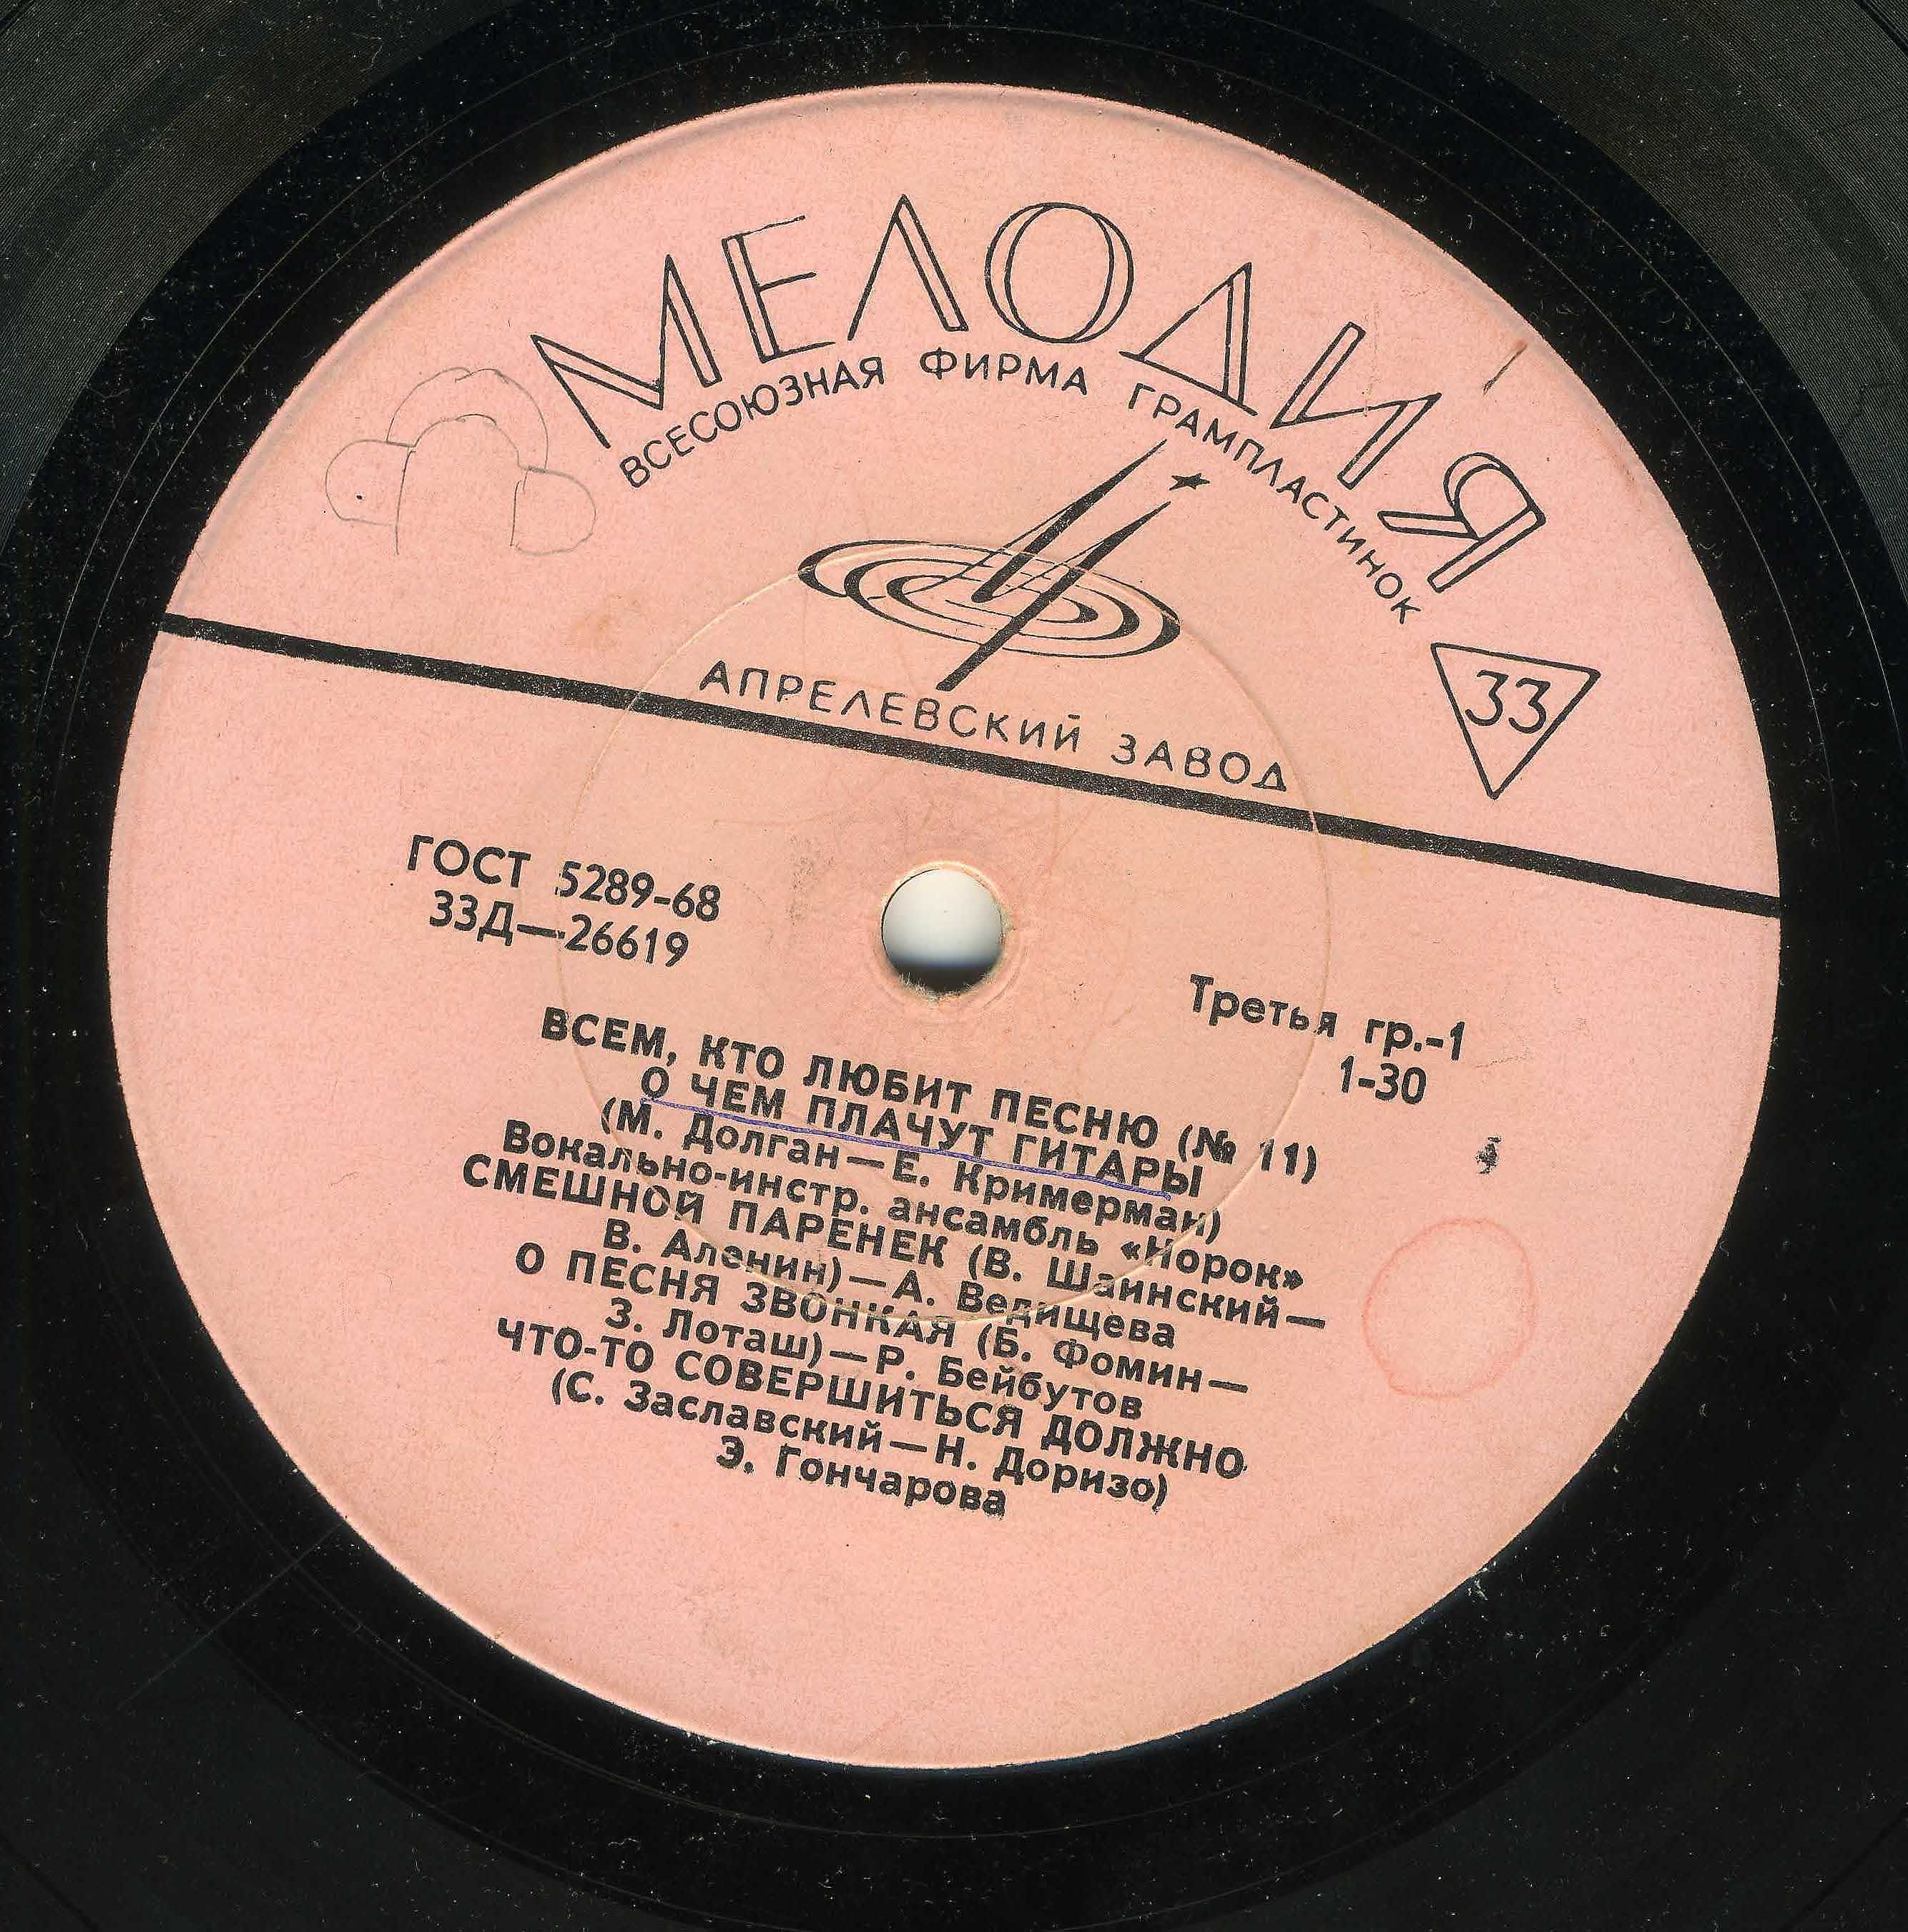 МЕЛОДИЯ
ВСЕСОЮЗНАЯ ФИРМА ГРАМПЛАСТИНОК
АПРЕЛЕВСКИЙ ЗАВОД
33
ГОСТ 5289-68
33Д—26619
Третья гр.-1
1-30
ВСЕМ, КТО ЛЮБИТ ПЕСНЮ (№ 11)
О ЧЕМ ПЛАЧУТ ГИТАРЫ
(М. Долган—Е. Кримерман)
Вокально-инстр. ансамбль «Норок»
СМЕШНОЙ ПАРЕНЕК (В. Шаинский—
В. Аленин)—А. Ведищева
О ПЕСНЯ ЗВОНКАЯ (Б. Фомин—
З. Лоташ)—Р. Бейбутов
ЧТО-ТО СОВЕРШИТЬСЯ ДОЛЖНО
(С. Заславский—Н. Доризо)
Э. Гончарова